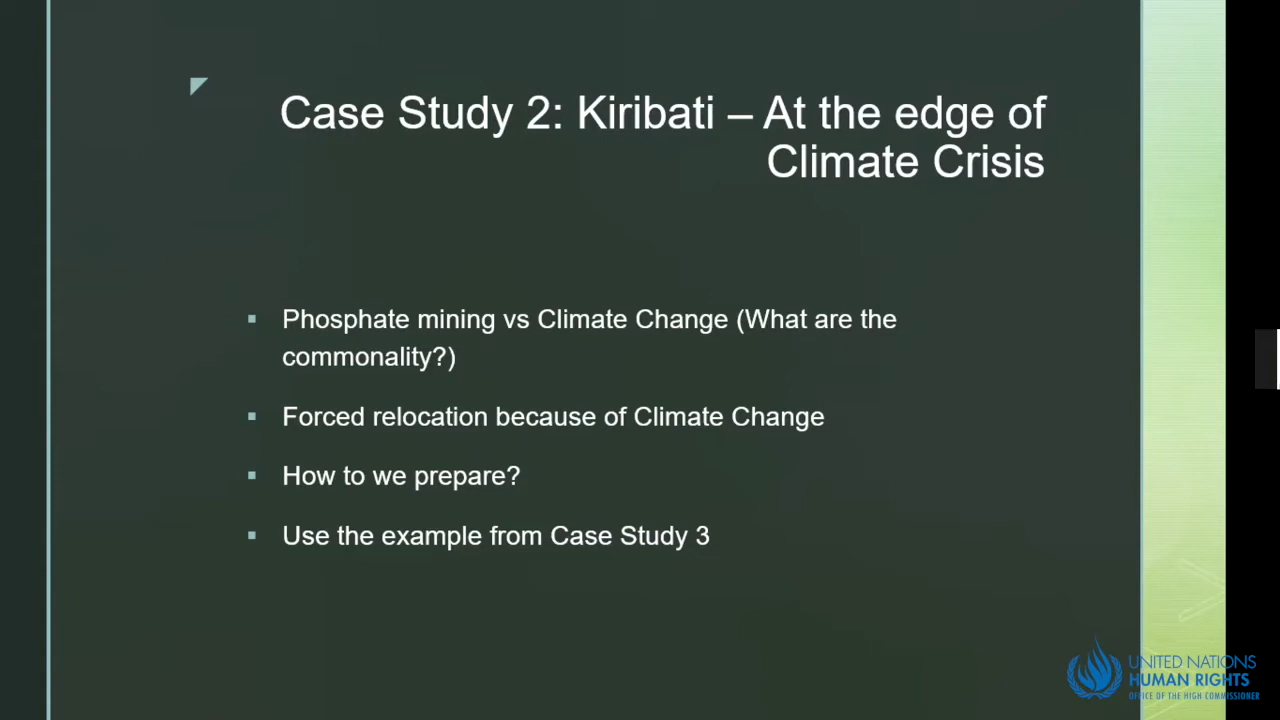 Case Study 2: Kiribati – At the edge of
Climate Crisis
Phosphate mining vs Climate Change (What are the
commonality?)
Forced relocation because of Climate Change
How to we prepare?
Use the example from Case Study 3
UNITED NATIONS
HUMAN RIGHTS
OFFICE OF THE HIGH COMMISSIONER